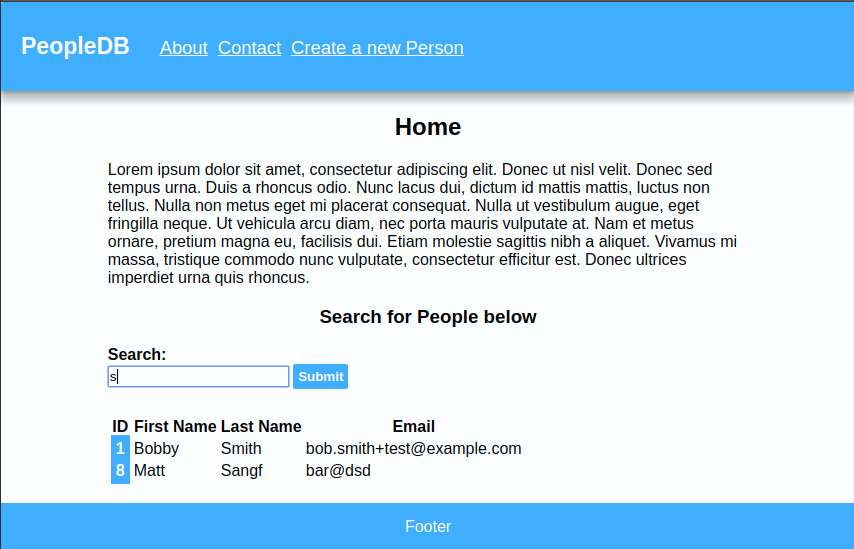 PeopleDB About Contact Create a new Person
Home
Lorem ipsum dolor sit amet, consectetur adipiscing elit. Donec ut nisl velit. Donec sed
tempus urna. Duis a rhoncus odio. Nunc lacus dui, dictum id mattis mattis, luctus non
tellus. Nulla non metus eget mi placerat consequat. Nulla ut vestibulum augue, eget
fringilla neque. Ut vehicula arcu diam, nec porta mauris vulputate at. Nam et metus
ornare, pretium magna eu, facilisis dui. Etiam molestie sagittis nibh a aliquet. Vivamus mi
massa, tristique commodo nunc vulputate, consectetur efficitur est. Donec ultrices
imperdiet urna quis rhoncus.
Search for People below
Search:
s Submit
ID First Name Last Name Email
1 Bobby Smith bob.smith+test@example.com
8 Matt Sangf bar@dsd
Footer